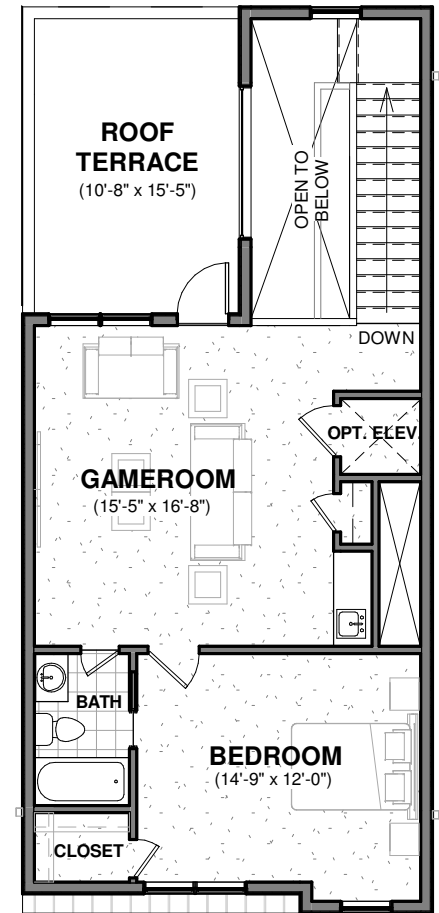 ROOF
TERRACE
(10'-8" x 15'-5")
OPEN TO
BELOW
DOWN
OPT. ELEV.
GAMEROOM
(15'-5" x 16'-8")
BATH
BEDROOM
(14'-9" x 12'-0")
CLOSET